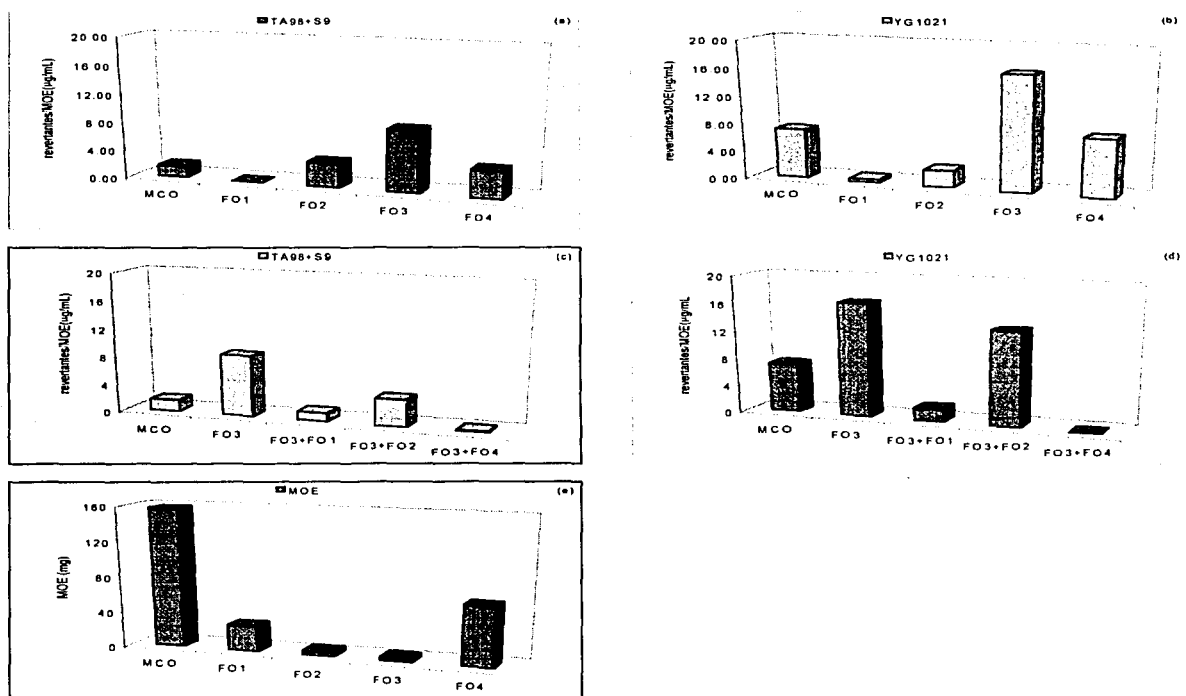 TA98+S9 (a)
revertantes/MOE(µg/mL)
20.00
16.00
12.00
8.00
4.00
0.00
MCO FO1 FO2 FO3 FO4
YG1021 (b)
revertantes/MOE(µg/mL)
20.00
16.00
12.00
8.00
4.00
0.00
MCO FO1 FO2 FO3 FO4
TA98+S9 (c)
revertantes/MOE(µg/mL)
20
16
12
8
4
0
MCO FO3 FO3+FO1 FO3+FO2 FO3+FO4
YG1021 (d)
revertantes/MOE(µg/mL
20
16
12
8
4
0
MCO FO3 FO3+FO1 FO3+FO2 FO3+FO4
MOE (e)
MOE (mg)
160
120
80
40
0
MCO FO1 FO2 FO3 FO4